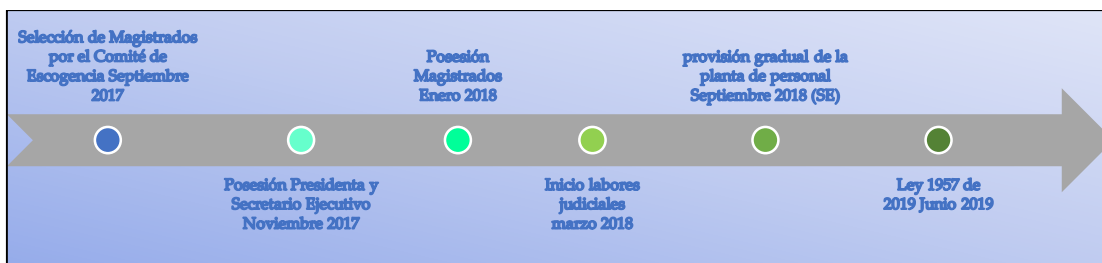 Selección de Magistrados
por el Comité de
Escogencia Septiembre
2017
Posesión Presidenta y
Secretario Ejecutivo
Noviembre 2017
Posesión
Magistrados
Enero 2018
Inicio labores
judiciales
marzo 2018
provisión gradual de la
planta de personal
Septiembre 2018 (SE)
Ley 1957 de
2019 Junio 2019